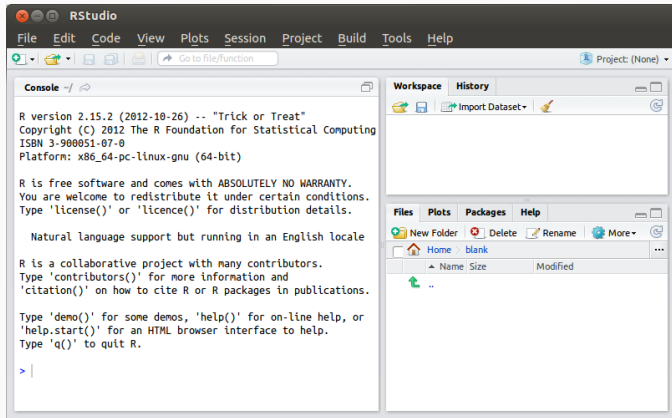 RStudio
File Edit Code View Plots Session Project Build Tools Help
Go to file/function Project: (None)
Console ~/
R version 2.15.2 (2012-10-26) -- "Trick or Treat"
Copyright (C) 2012 The R Foundation for Statistical Computing
ISBN 3-900051-07-0
Platform: x86_64-pc-linux-gnu (64-bit)
R is free software and comes with ABSOLUTELY NO WARRANTY.
You are welcome to redistribute it under certain conditions.
Type 'license()' or 'licence()' for distribution details.
Natural language support but running in an English locale
R is a collaborative project with many contributors.
Type 'contributors()' for more information and
'citation()' on how to cite R or R packages in publications.
Type 'demo()' for some demos, 'help()' for on-line help, or
'help.start()' for an HTML browser interface to help.
Type 'q()' to quit R.
>
Workspace History
Import Dataset
Files Plots Packages Help
New Folder Delete Rename More
Home blank ...
Name Size Modified
..